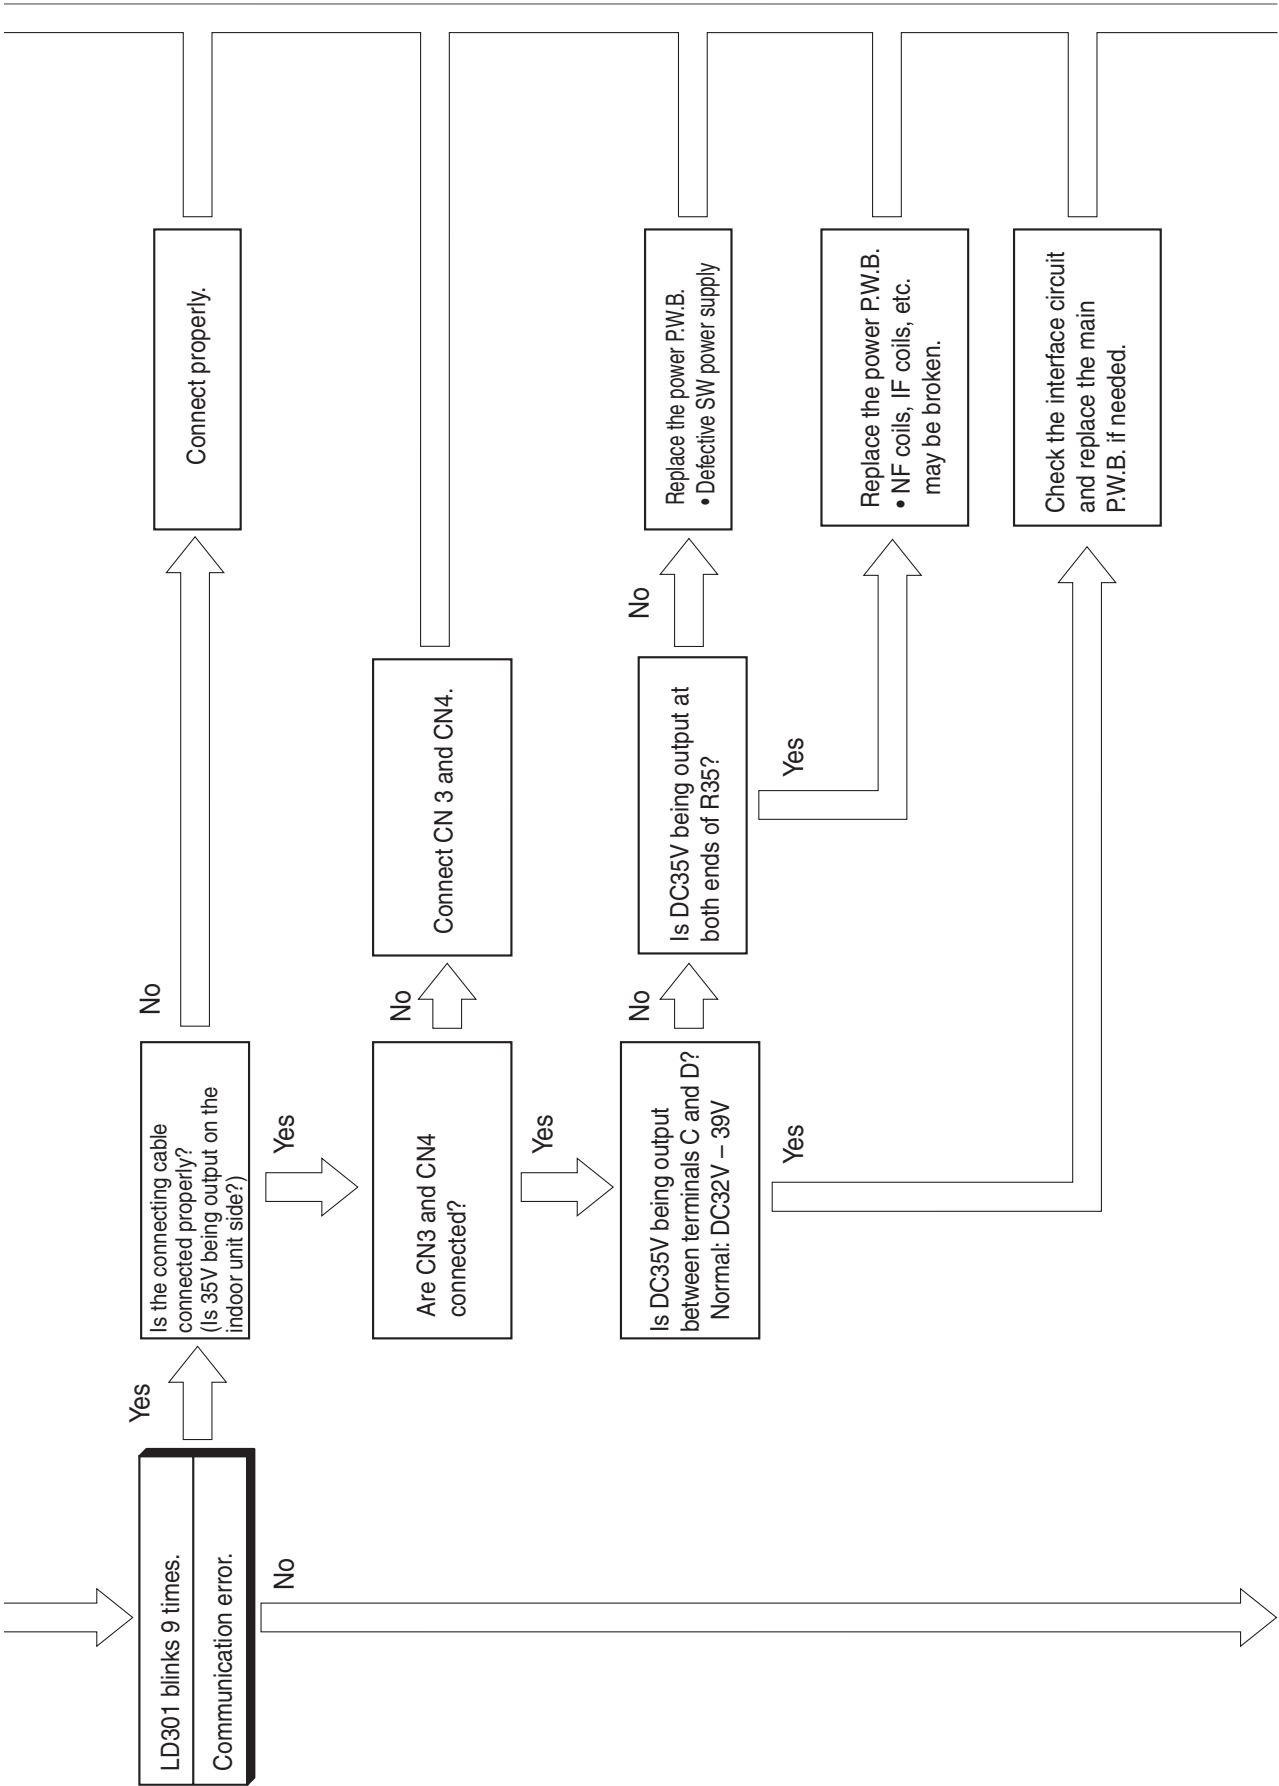 LD301 blinks 9 times.
Communication error.
Yes
No
Is the connecting cable
connected properly?
(Is 35V being output on the
indoor unit side?)
No
Connect properly.
Yes
Are CN3 and CN4
connected?
No
Connect CN 3 and CN4.
Yes
Is DC35V being output
between terminals C and D?
Normal: DC32V – 39V
No
Is DC35V being output at
both ends of R35?
No
Replace the power P.W.B.
• Defective SW power supply
Yes
Replace the power P.W.B.
• NF coils, IF coils, etc.
may be broken.
Yes
Check the interface circuit
and replace the main
P.W.B. if needed.